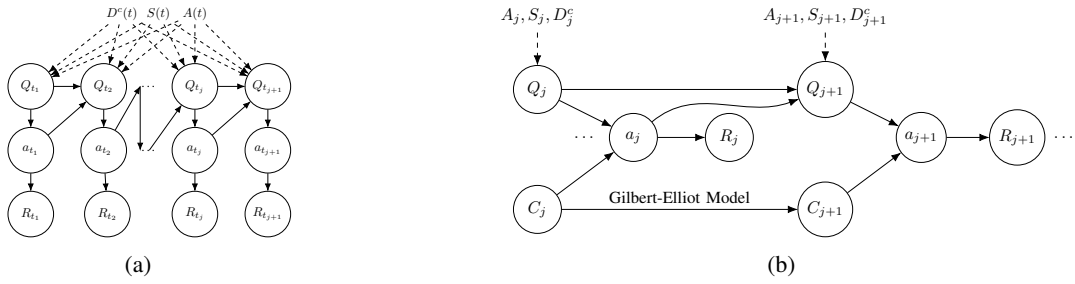 D^c(t) S(t) A(t)
Q_{t_1} Q_{t_2} ... Q_{t_j} Q_{t_{j+1}}
a_{t_1} a_{t_2} ... a_{t_j} a_{t_{j+1}}
R_{t_1} R_{t_2} R_{t_j} R_{t_{j+1}}
(a)
A_j, S_j, D_j^c A_{j+1}, S_{j+1}, D_{j+1}^c
Q_j Q_{j+1}
... a_j R_j a_{j+1} R_{j+1} ...
Gilbert-Elliot Model
C_j C_{j+1}
(b)